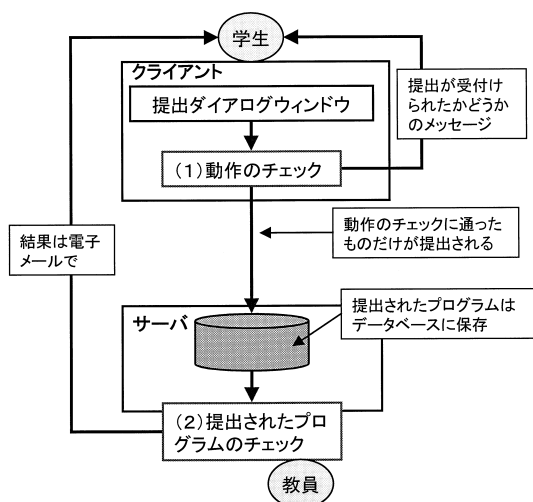 学生
クライアント
提出ダイアログウィンドウ
(1)動作のチェック
提出が受付け
られたかどうか
のメッセージ
動作のチェックに通った
ものだけが提出される
結果は電子
メールで
サーバ
提出されたプログラムは
データベースに保存
(2)提出されたプロ
グラムのチェック
教員